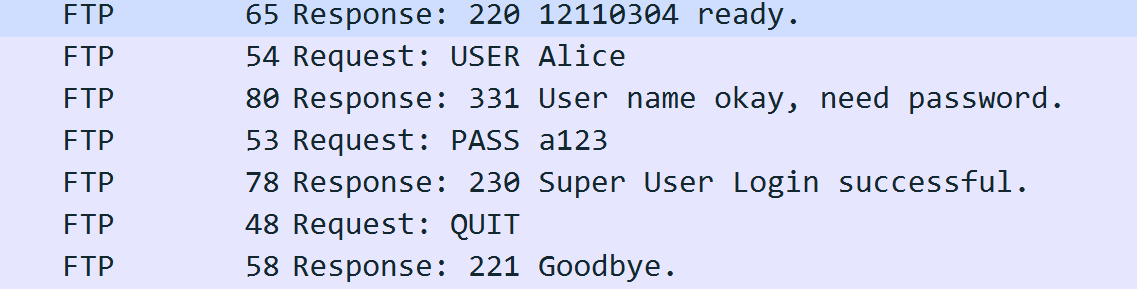 FTP 65 Response: 220 12110304 ready.
FTP 54 Request: USER Alice
FTP 80 Response: 331 User name okay, need password.
FTP 53 Request: PASS a123
FTP 78 Response: 230 Super User Login successful.
FTP 48 Request: QUIT
FTP 58 Response: 221 Goodbye.